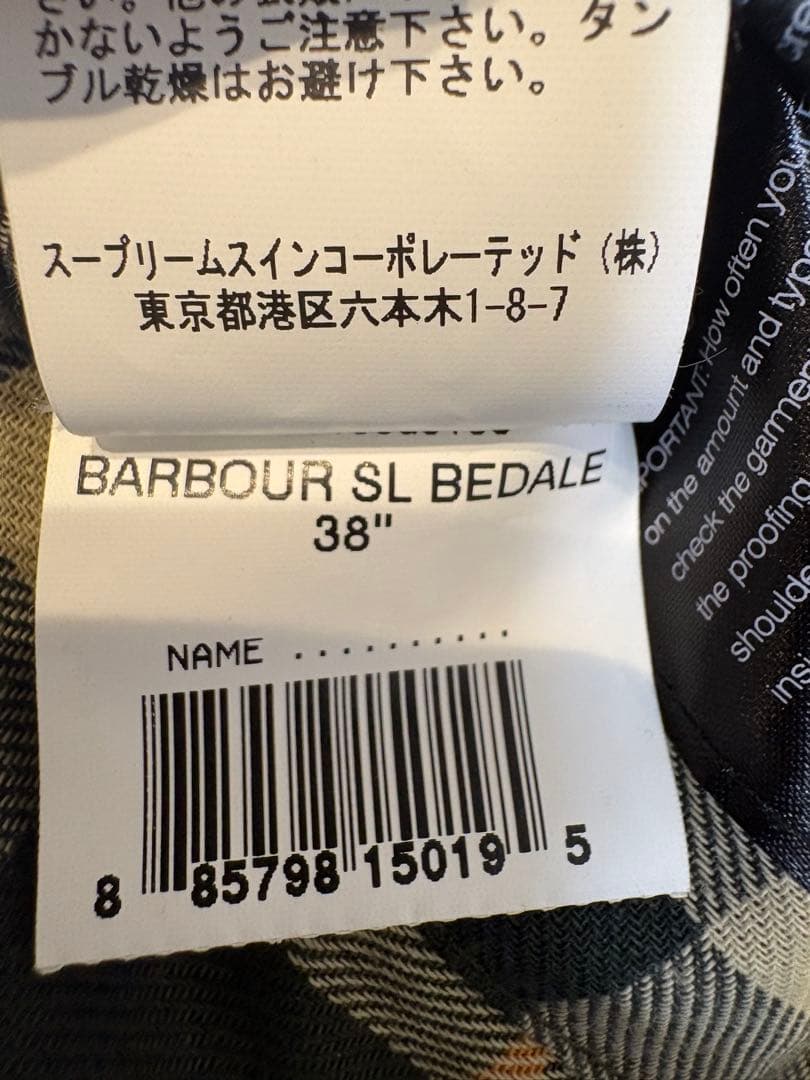 かないようご注意下さい。タン
ブル乾燥はお避け下さい。
スープリームスインコーポレーテッド (株)
東京都港区六本木1-8-7
BARBOUR SL BEDALE
38"
NAME ..........
8 85798 15019 5
How often you
on the amount and type
check the garment
the proofing